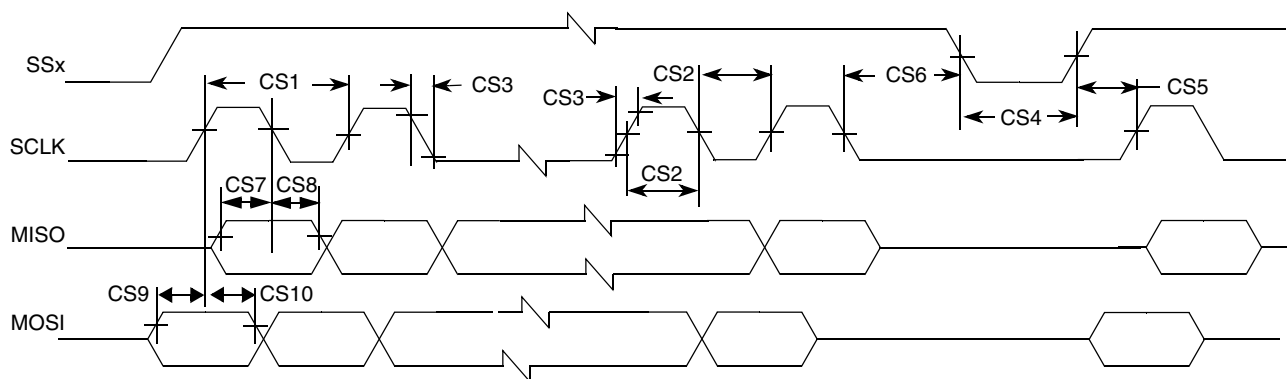 SSx
CS1
CS3
CS3
CS2
CS6
CS5
CS4
SCLK
CS2
CS7
CS8
MISO
CS9
CS10
MOSI